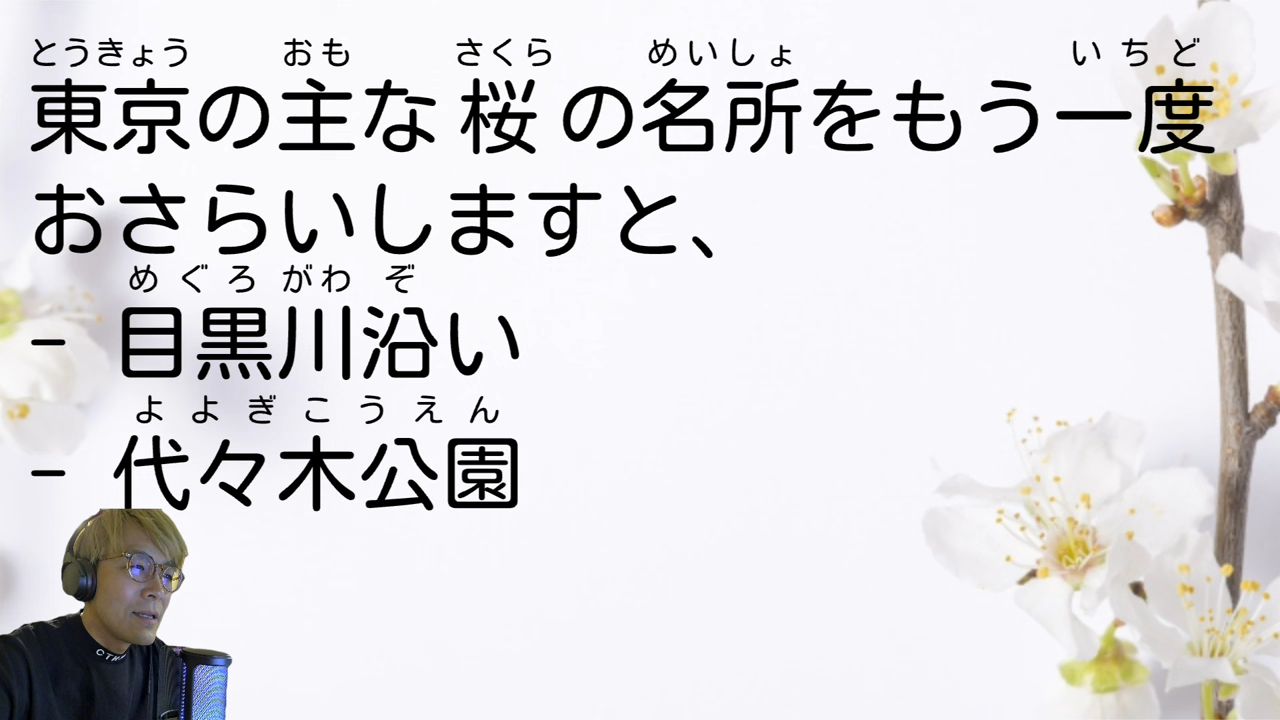 とうきょう おも さくら めいしょ いちど
東京の主な桜の名所をもう一度
おさらいしますと、
めぐろがわぞ
- 目黒川沿い
よよぎこうえん
- 代々木公園